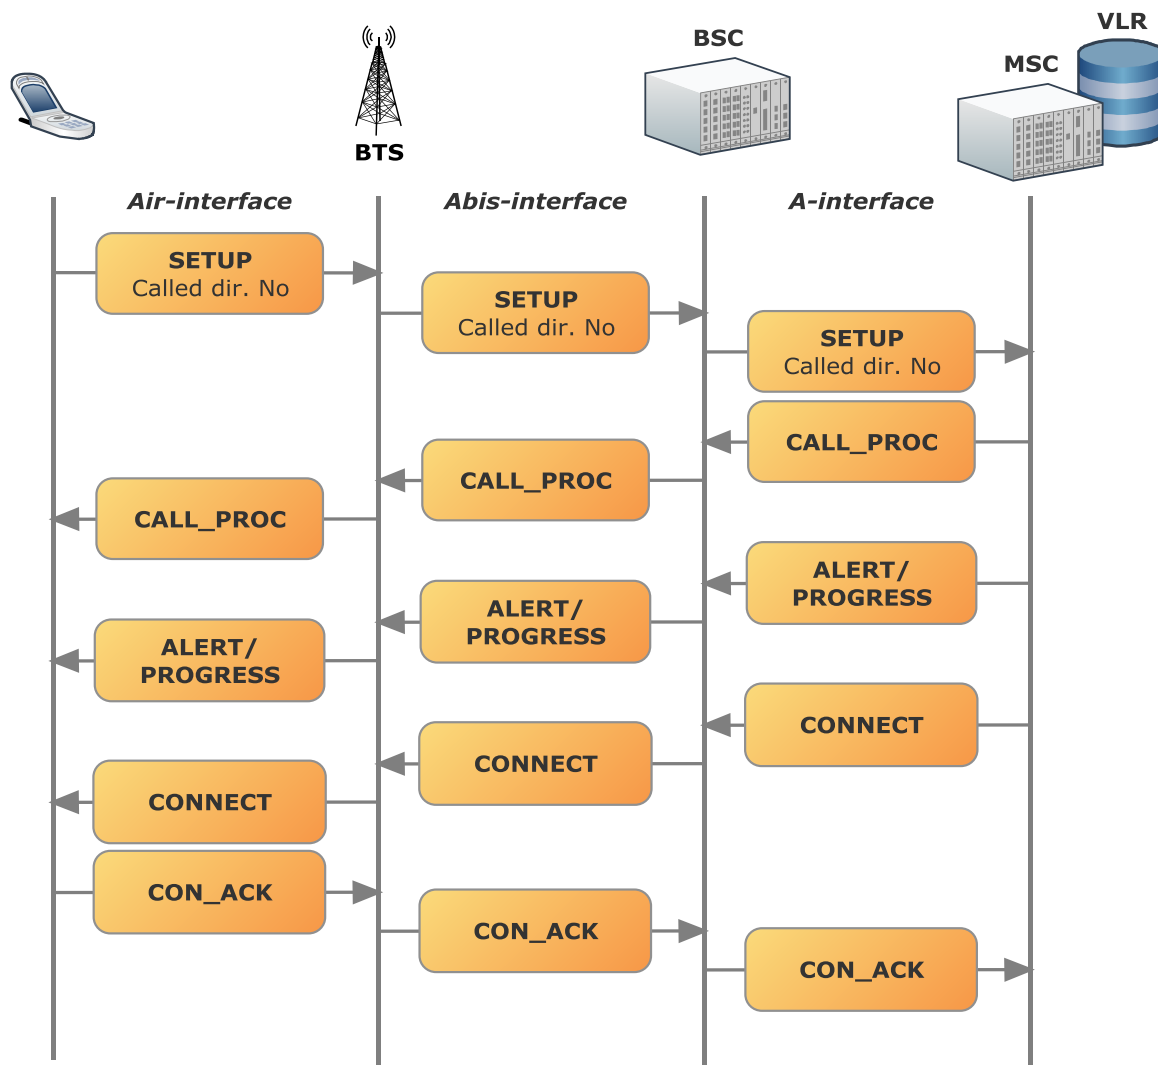 VLR
BSC
MSC
BTS
Air-interface
Abis-interface
A-interface
SETUP
Called dir. No
SETUP
Called dir. No
SETUP
Called dir. No
CALL_PROC
CALL_PROC
CALL_PROC
ALERT/
PROGRESS
ALERT/
PROGRESS
ALERT/
PROGRESS
CONNECT
CONNECT
CONNECT
CON_ACK
CON_ACK
CON_ACK